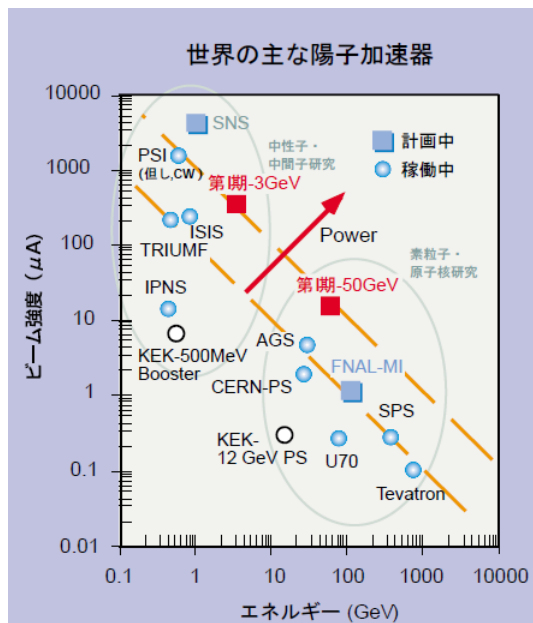 世界の主な陽子加速器
10000
1000
100
10
1
0.1
0.01
ビーム強度 (μA)
SNS
計画中
稼働中
PSI
(但し,CW)
中性子・
中間子研究
第Ⅰ期-3GeV
ISIS
TRIUMF
Power
素粒子・
原子核研究
IPNS
第Ⅰ期-50GeV
KEK-500MeV
Booster
AGS
FNAL-MI
CERN-PS
SPS
KEK-
12 GeV PS
U70
Tevatron
0.1
1
10
100
1000
10000
エネルギー (GeV)